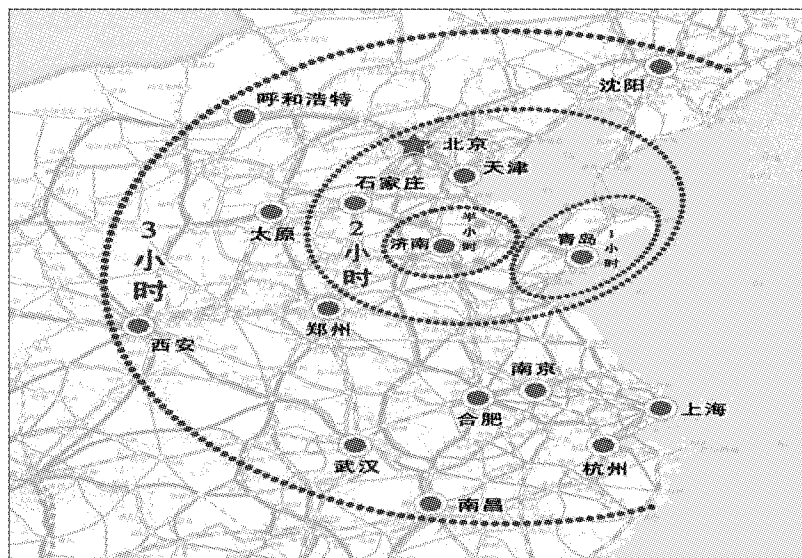 沈阳
呼和浩特
北京
天津
石家庄
半小时
1小时
3小时
太原
2小时
济南
青岛
郑州
西安
南京
合肥
上海
武汉
杭州
南昌